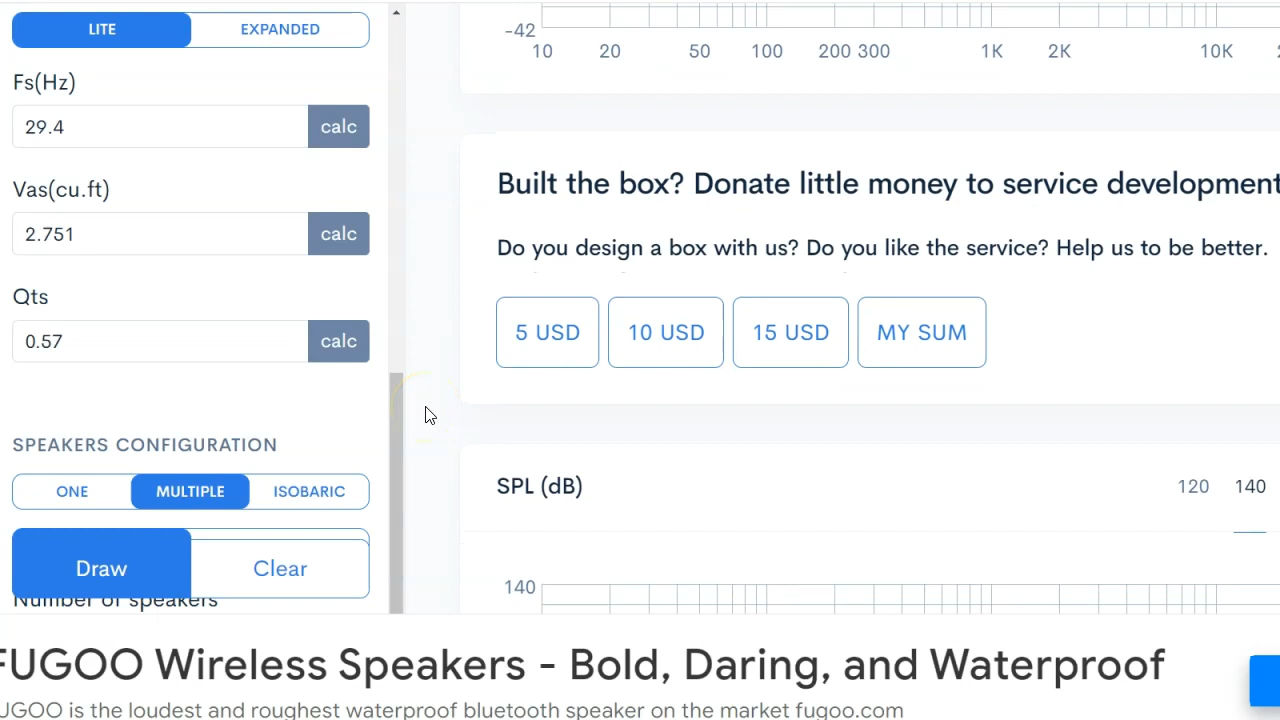 LITE
EXPANDED
Fs(Hz)
29.4
calc
Vas(cu.ft)
2.751
calc
Qts
0.57
calc
SPEAKERS CONFIGURATION
ONE
MULTIPLE
ISOBARIC
Draw
Clear
Number of speakers
-42
10 20 50 100 200 300 1K 2K 10K
Built the box? Donate little money to service development
Do you design a box with us? Do you like the service? Help us to be better.
5 USD
10 USD
15 USD
MY SUM
SPL (dB)
120 140
140
FUGOO Wireless Speakers - Bold, Daring, and Waterproof
UGOO is the loudest and roughest waterproof bluetooth speaker on the market fugoo.com